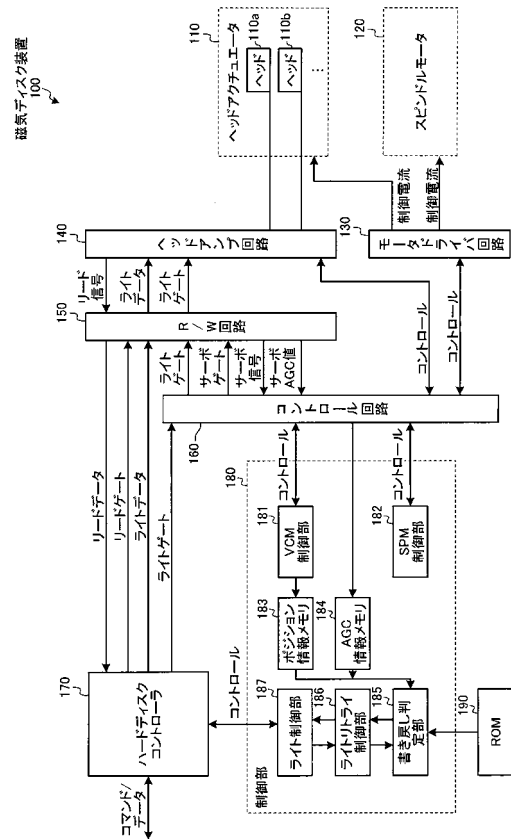 磁気ディスク装置
100
110
ヘッドアクチュエータ
110a
ヘッド
110b
ヘッド
…
120
スピンドルモータ
制御電流
制御電流
130
モータドライバ回路
140
ヘッドアンプ回路
リード
信号
ライト
データ
ライト
ゲート
150
R/W回路
ライト
ゲート
サーボ
ゲート
サーボ
信号
サーボ
AGC値
コントロール
コントロール
160
コントロール回路
リードデータ
リードゲート
ライトデータ
ライトゲート
170
ハードディスク
コントローラ
コマンド/
データ
コントロール
180
制御部
コントロール
コントロール
181
VCM
制御部
182
SPM
制御部
183
ポジション
情報メモリ
184
AGC
情報メモリ
187
ライト制御部
186
ライトリトライ
制御部
185
書き戻し判
定部
190
ROM